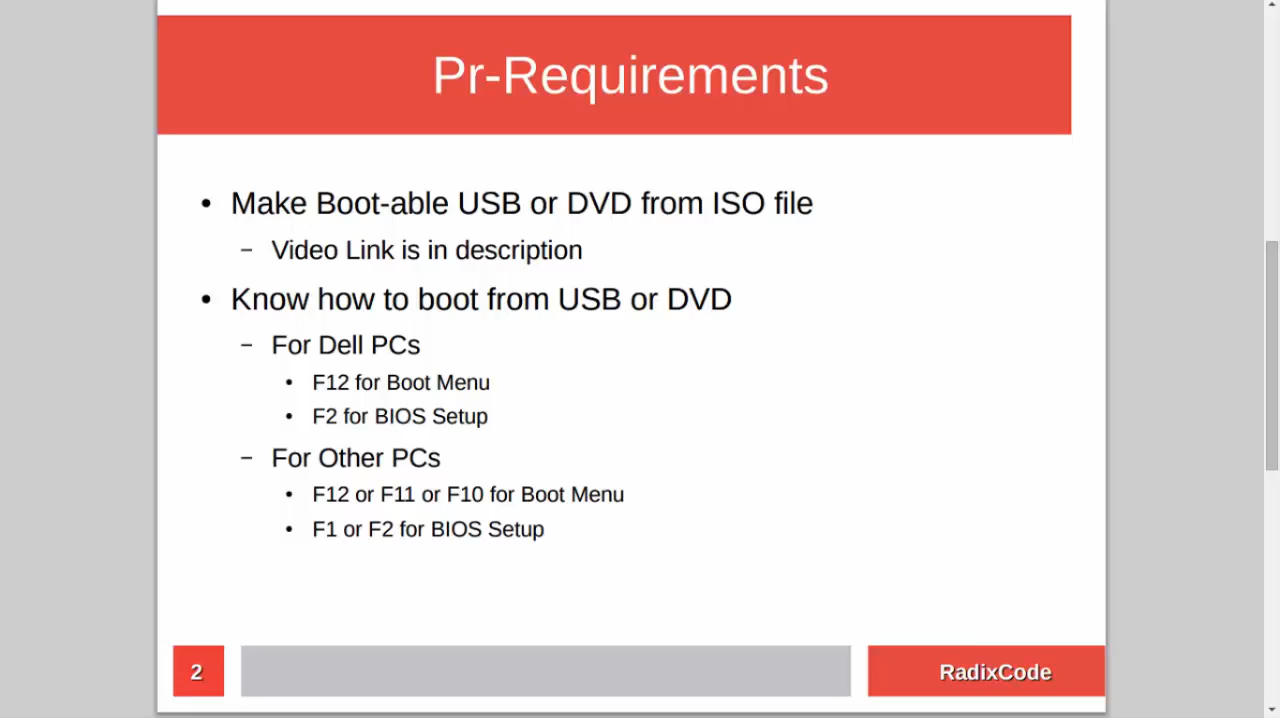 Pr-Requirements
• Make Boot-able USB or DVD from ISO file
– Video Link is in description
• Know how to boot from USB or DVD
– For Dell PCs
• F12 for Boot Menu
• F2 for BIOS Setup
– For Other PCs
• F12 or F11 or F10 for Boot Menu
• F1 or F2 for BIOS Setup
2
RadixCode